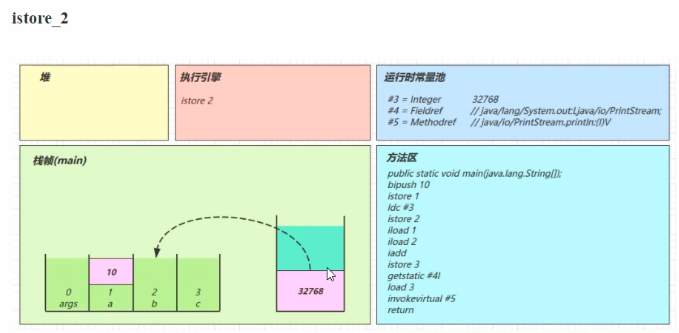 istore_2
堆
执行引擎
istore 2
运行时常量池
#3 = Integer 32768
#4 = Fieldref // java/lang/System.out:Ljava/io/PrintStream;
#5 = Methodref // java/io/PrintStream.println:(I)V
栈帧(main)
10
0
args
1
a
2
b
3
c
32768
方法区
public static void main(java.lang.String[]);
bipush 10
istore 1
ldc #3
istore 2
iload 1
iload 2
iadd
istore 3
getstatic #4I
load 3
invokevirtual #5
return